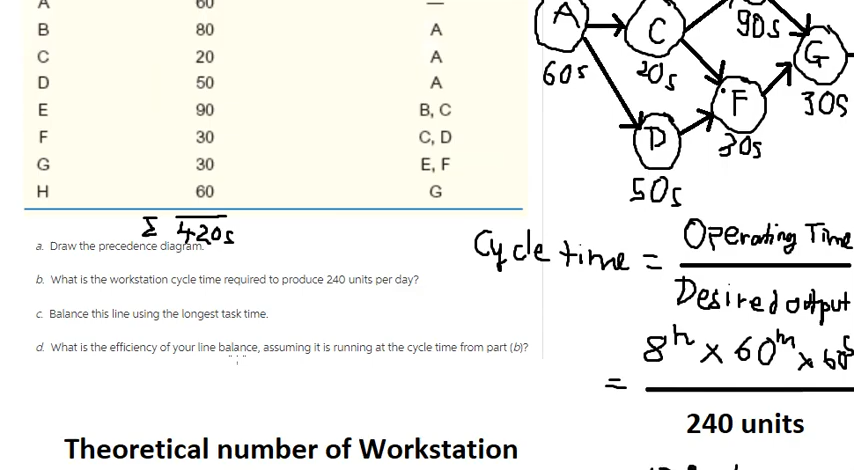 A 60 —
B 80 A
C 20 A
D 50 A
E 90 B, C
F 30 C, D
G 30 E, F
H 60 G
Σ 420s
a. Draw the precedence diagram.
b. What is the workstation cycle time required to produce 240 units per day?
c. Balance this line using the longest task time.
d. What is the efficiency of your line balance, assuming it is running at the cycle time from part (b)?
A
60s
C
20s
90s
G
30s
F
30s
D
50s
Cycle time = Operating Time
Desired output
= 8h × 60m × 60s
240 units
Theoretical number of Workstation